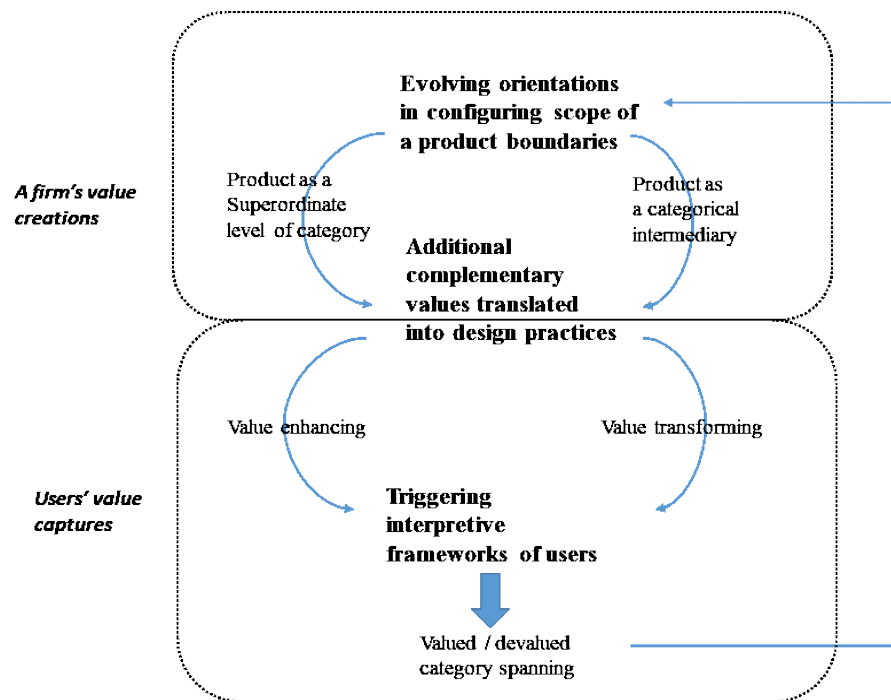 Evolving orientations
in configuring scope of
a product boundaries
A firm's value
creations
Product as a
Superordinate
level of category
Product as
a categorical
intermediary
Additional
complementary
values translated
into design practices
Value enhancing
Value transforming
Users' value
captures
Triggering
interpretive
frameworks of users
Valued / devalued
category spanning